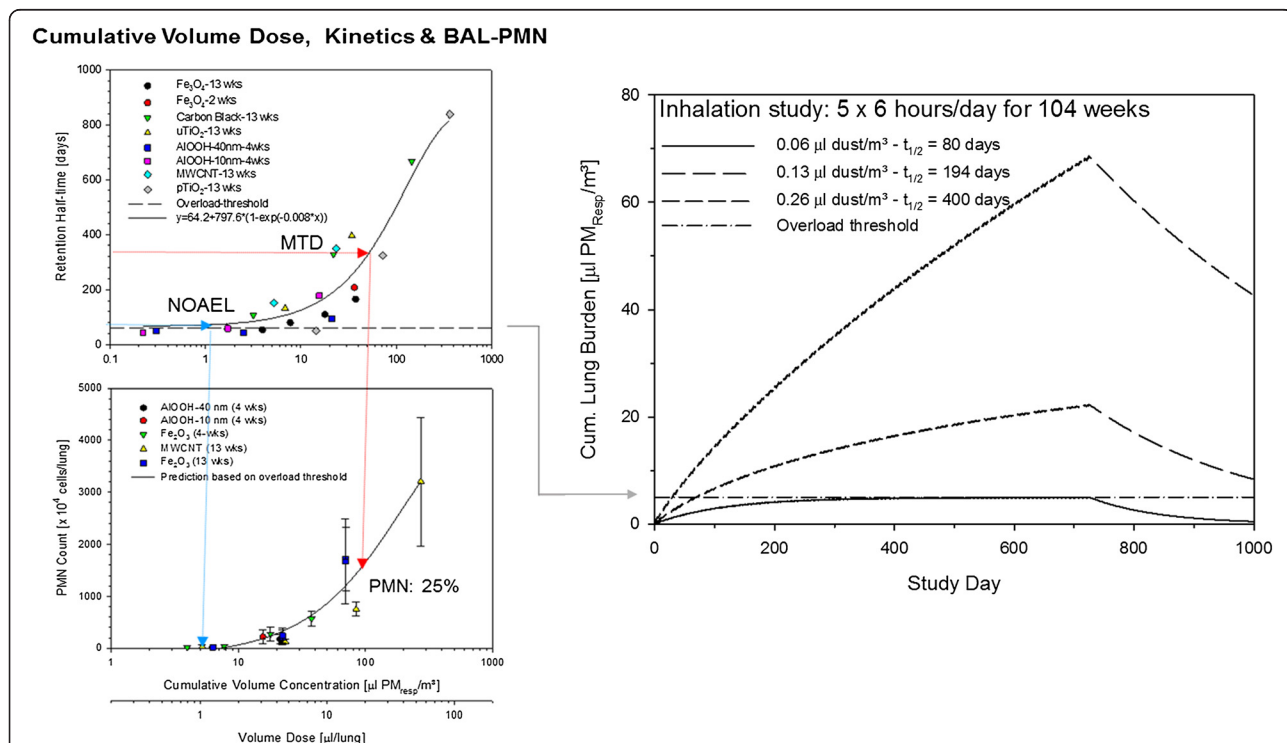 Cumulative Volume Dose, Kinetics & BAL-PMN
1000
800
600
400
200
0
Retention Half-time [days]
Fe₃O₄-13 wks
Fe₃O₄-2 wks
Carbon Black-13 wks
uTiO₂-13 wks
AlOOH-40nm-4wks
AlOOH-10nm-4wks
MWCNT-13 wks
pTiO₂-13 wks
Overload-threshold
y=64.2+797.6*(1-exp(-0.008*x))
MTD
NOAEL
0.1 1 10 100 1000
5000
4000
3000
2000
1000
0
PMN Count [x 10⁴ cells/lung]
AlOOH-40 nm (4 wks)
AlOOH-10 nm (4 wks)
Fe₂O₃ (4-wks)
MWCNT (13 wks)
Fe₂O₃ (13 wks)
Prediction based on overload threshold
PMN: 25%
1 10 100 1000
Cumulative Volume Concentration [µl PMresp/m³]
1 10 100
Volume Dose [µl/lung]
80
60
40
20
0
Cum. Lung Burden [µl PMResp/m³]
Inhalation study: 5 x 6 hours/day for 104 weeks
0.06 µl dust/m³ - t1/2 = 80 days
0.13 µl dust/m³ - t1/2 = 194 days
0.26 µl dust/m³ - t1/2 = 400 days
Overload threshold
0 200 400 600 800 1000
Study Day